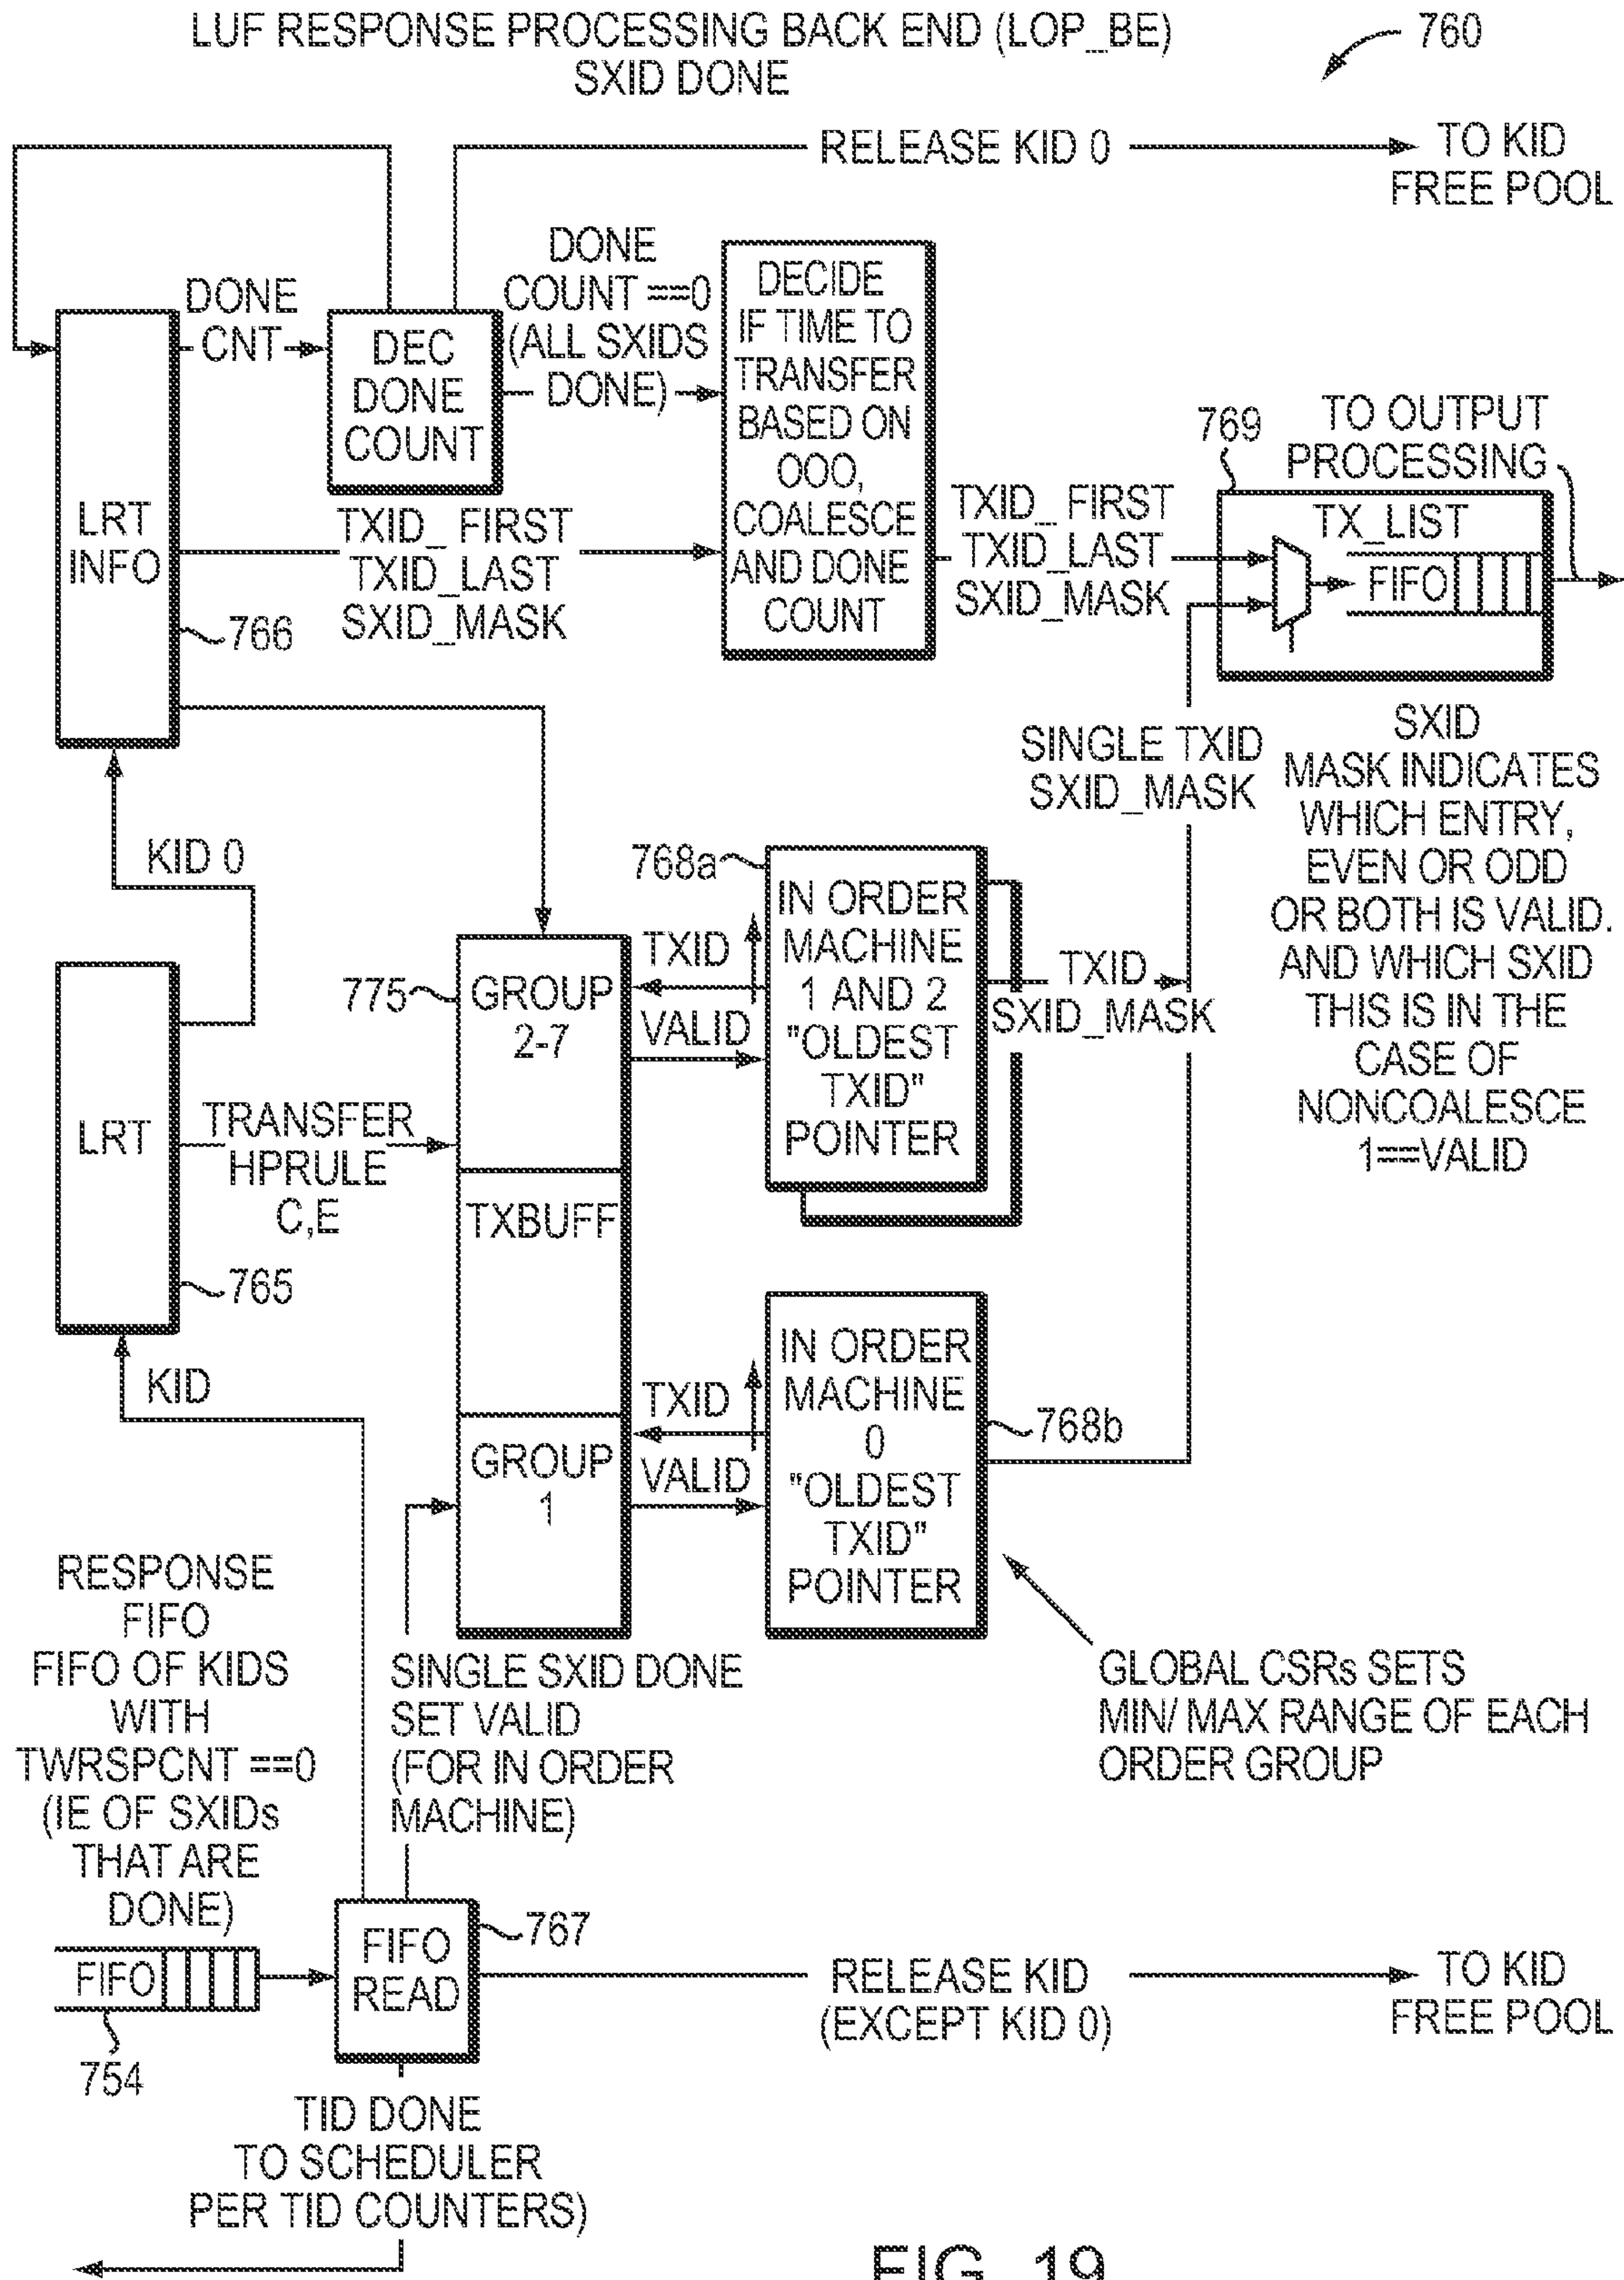 LUF RESPONSE PROCESSING BACK END (LOP_BE)
SXID DONE
760
RELEASE KID 0
TO KID
FREE POOL
DONE
CNT
DEC
DONE
COUNT
DONE
COUNT ==0
(ALL SXIDS
DONE)
DECIDE
IF TIME TO
TRANSFER
BASED ON
OOO,
COALESCE
AND DONE
COUNT
LRT
INFO
766
TXID_ FIRST
TXID_LAST
SXID_MASK
TXID_ FIRST
TXID_LAST
SXID_MASK
769
TO OUTPUT
PROCESSING
TX_LIST
FIFO
SINGLE TXID
SXID_MASK
SXID
MASK INDICATES
WHICH ENTRY,
EVEN OR ODD
OR BOTH IS VALID.
AND WHICH SXID
THIS IS IN THE
CASE OF
NONCOALESCE
1==VALID
KID 0
LRT
765
TRANSFER
HPRULE
C,E
KID
775
GROUP
2-7
TXBUFF
GROUP
1
TXID
VALID
768a
IN ORDER
MACHINE
1 AND 2
"OLDEST
TXID"
POINTER
TXID
SXID_MASK
TXID
VALID
IN ORDER
MACHINE
0
"OLDEST
TXID"
POINTER
768b
GLOBAL CSRs SETS
MIN/ MAX RANGE OF EACH
ORDER GROUP
RESPONSE
FIFO
FIFO OF KIDS
WITH
TWRSPCNT ==0
(IE OF SXIDs
THAT ARE
DONE)
SINGLE SXID DONE
SET VALID
(FOR IN ORDER
MACHINE)
FIFO
754
FIFO
READ
767
RELEASE KID
(EXCEPT KID 0)
TO KID
FREE POOL
TID DONE
TO SCHEDULER
PER TID COUNTERS)
FIG. 19